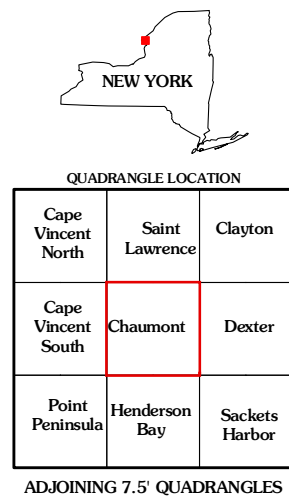 NEW YORK
QUADRANGLE LOCATION
Cape
Vincent
North
Saint
Lawrence
Clayton
Cape
Vincent
South
Chaumont
Dexter
Point
Peninsula
Henderson
Bay
Sackets
Harbor
ADJOINING 7.5' QUADRANGLES